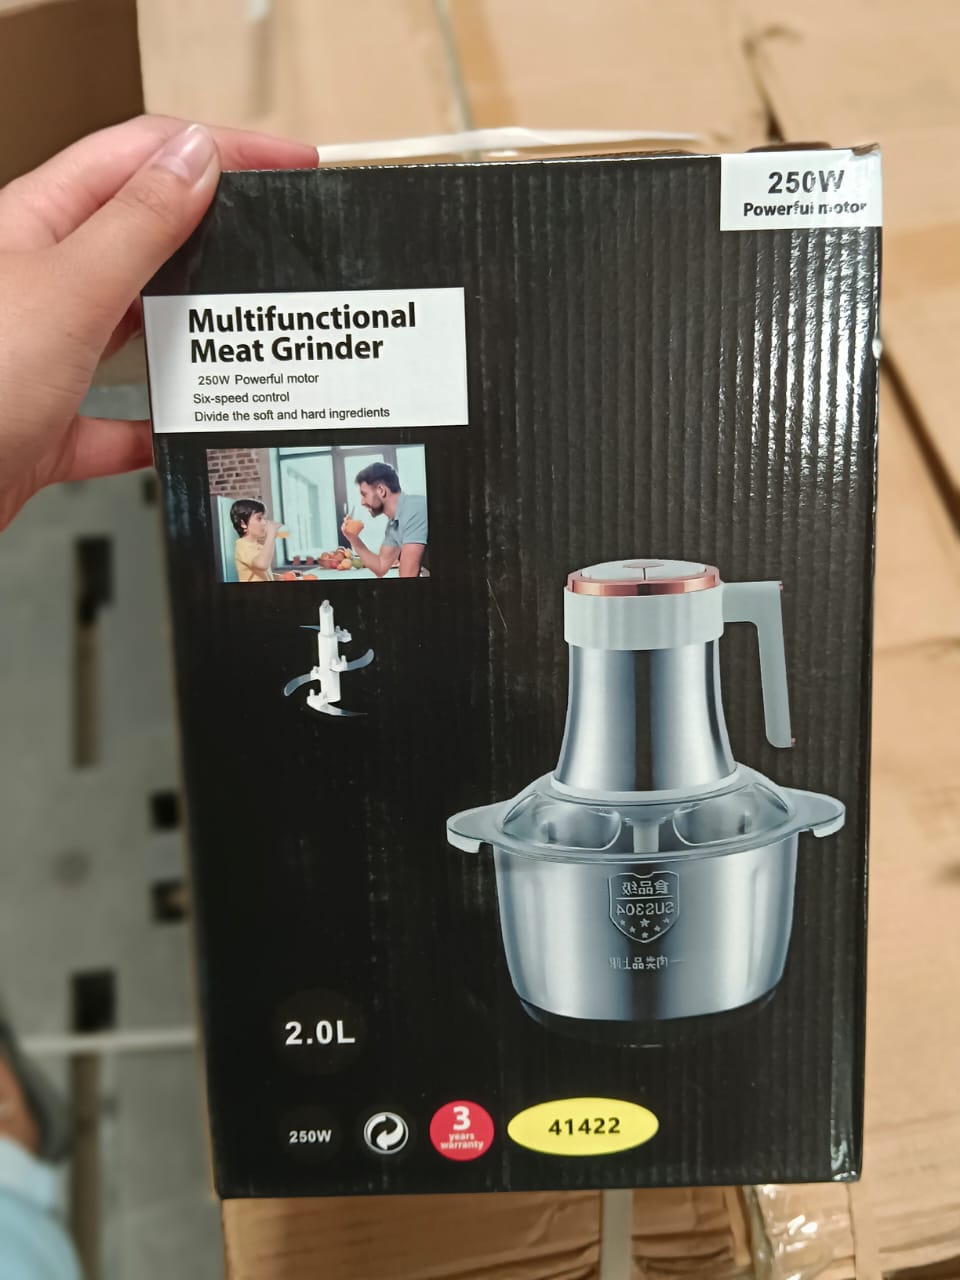 250W
Powerful motor
Multifunctional
Meat Grinder
250W Powerful motor
Six-speed control
Divide the soft and hard ingredients
食品级
SUS304
2.0L
250W
3
years
warranty
41422